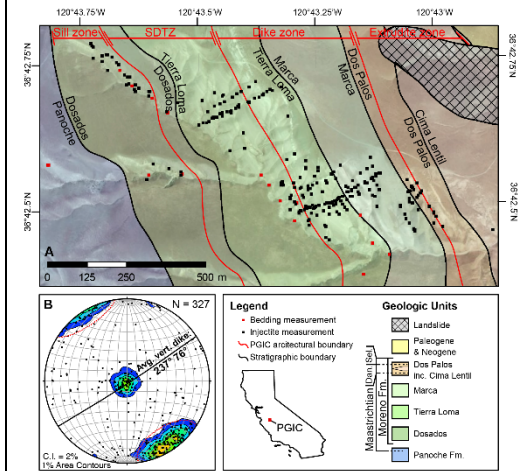 120°43.75'W 120°43.5'W 120°43.25'W 120°43'W
Sill zone SDTZ Dike zone Extrudite zone
36°42.75'N
36°42.75'N
Dosados
Panoche
Tierra Loma
Dosados
Marca
Tierra Loma
Dos Palos
Marca
Cima Lentil
Dos Palos
36°42.5'N
36°42.5'N
A
0 125 250 500 m
B
N = 327
Avg. vert. dike:
237° 76°
C.I. = 2%
1% Area Contours
Legend
Bedding measurement
Injectite measurement
PGIC arcitectural boundary
Stratigraphic boundary
PGIC
Geologic Units
Landslide
Paleogene
& Neogene
Dos Palos
inc. Cima Lentil
Marca
Tierra Loma
Dosados
Panoche Fm.
Maastrichtian
Dan.
Sel.
Moreno Fm.